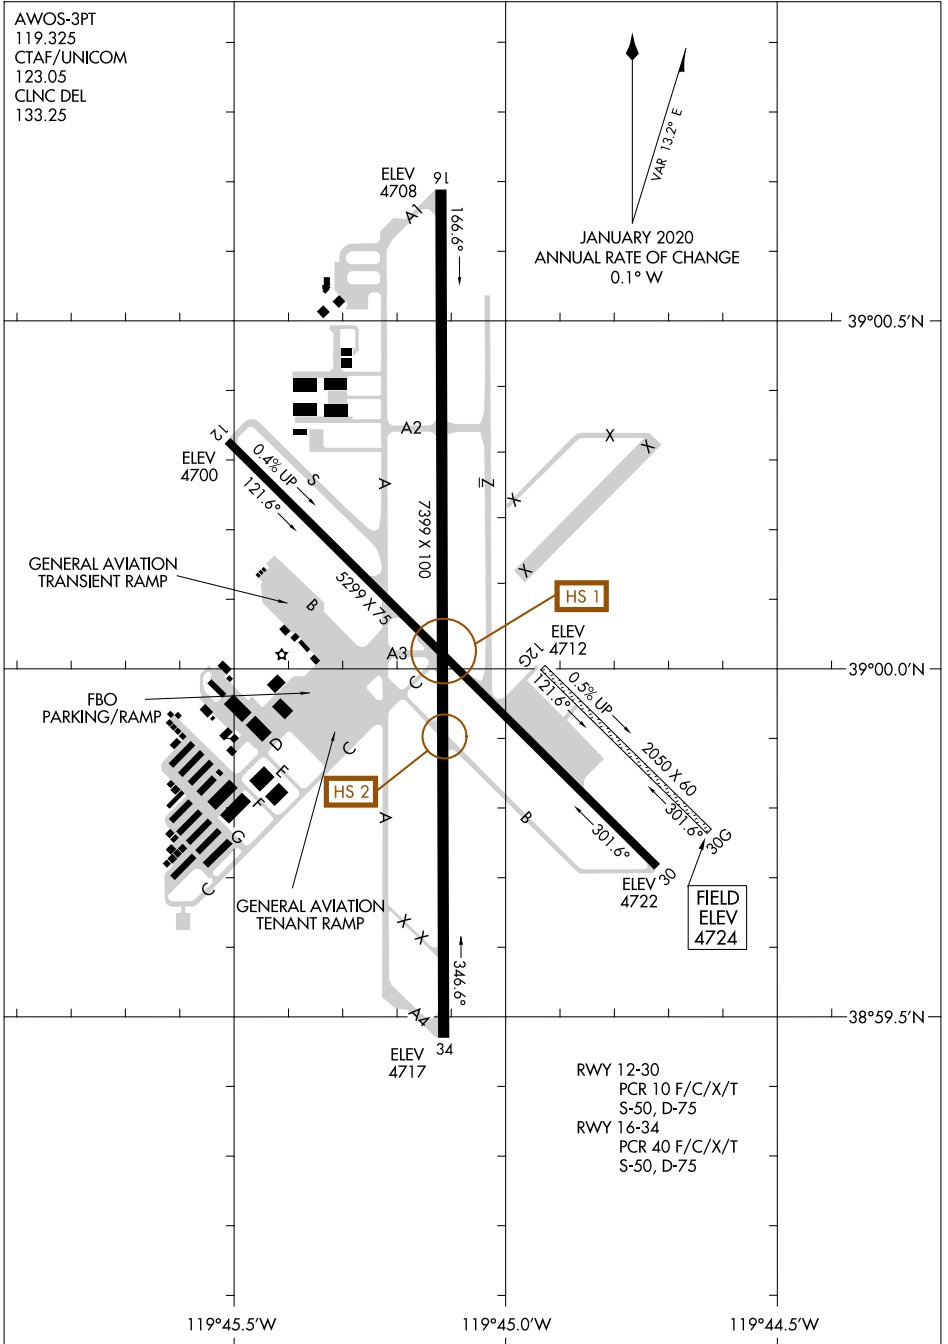 AWOS-3PT
119.325
CTAF/UNICOM
123.05
CLNC DEL
133.25
VAR 13.2° E
JANUARY 2020
ANNUAL RATE OF CHANGE
0.1° W
ELEV
4708
16
A1
166.6°
39°00.5'N
A2
12
ELEV
4700
0.4% UP
121.6°
S
A
Z
7399 X 100
X
X
X
X
GENERAL AVIATION
TRANSIENT RAMP
B
5299 X 75
HS 1
A3
C
ELEV
4712
12G
39°00.0'N
121.6°
0.5% UP
2050 X 60
301.6°
30G
FBO
PARKING/RAMP
D
E
F
G
C
C
HS 2
A
B
301.6°
30
ELEV
4722
FIELD
ELEV
4724
GENERAL AVIATION
TENANT RAMP
X
X
346.6°
A4
34
ELEV
4717
38°59.5'N
RWY 12-30
PCR 10 F/C/X/T
S-50, D-75
RWY 16-34
PCR 40 F/C/X/T
S-50, D-75
119°45.5'W
119°45.0'W
119°44.5'W